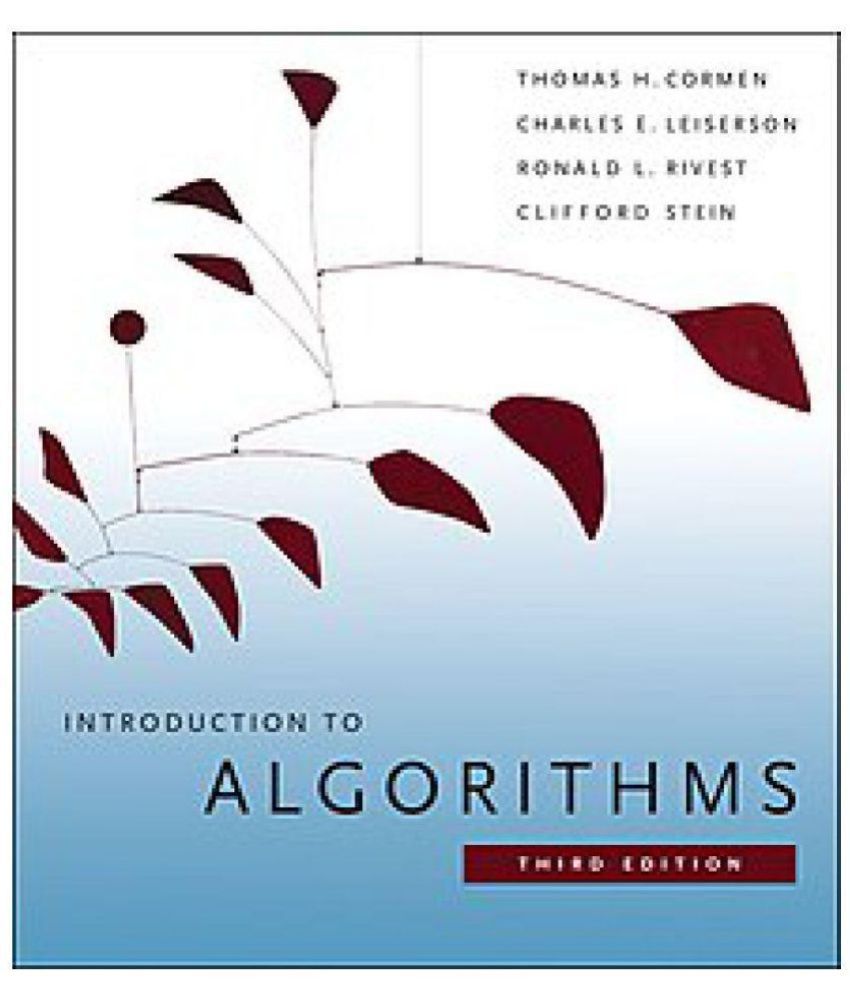 THOMAS H. CORMEN
CHARLES E. LEISERSON
RONALD L. RIVEST
CLIFFORD STEIN
INTRODUCTION TO
ALGORITHMS
THIRD EDITION